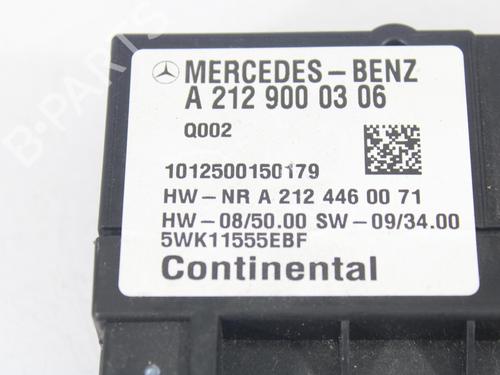 MERCEDES-BENZ
A 212 900 03 06
Q002
1012500150179
HW-NR A 212 446 00 71
HW-08/50.00 SW-09/34.00
5WK11555EBF
Continental
B-PARTS